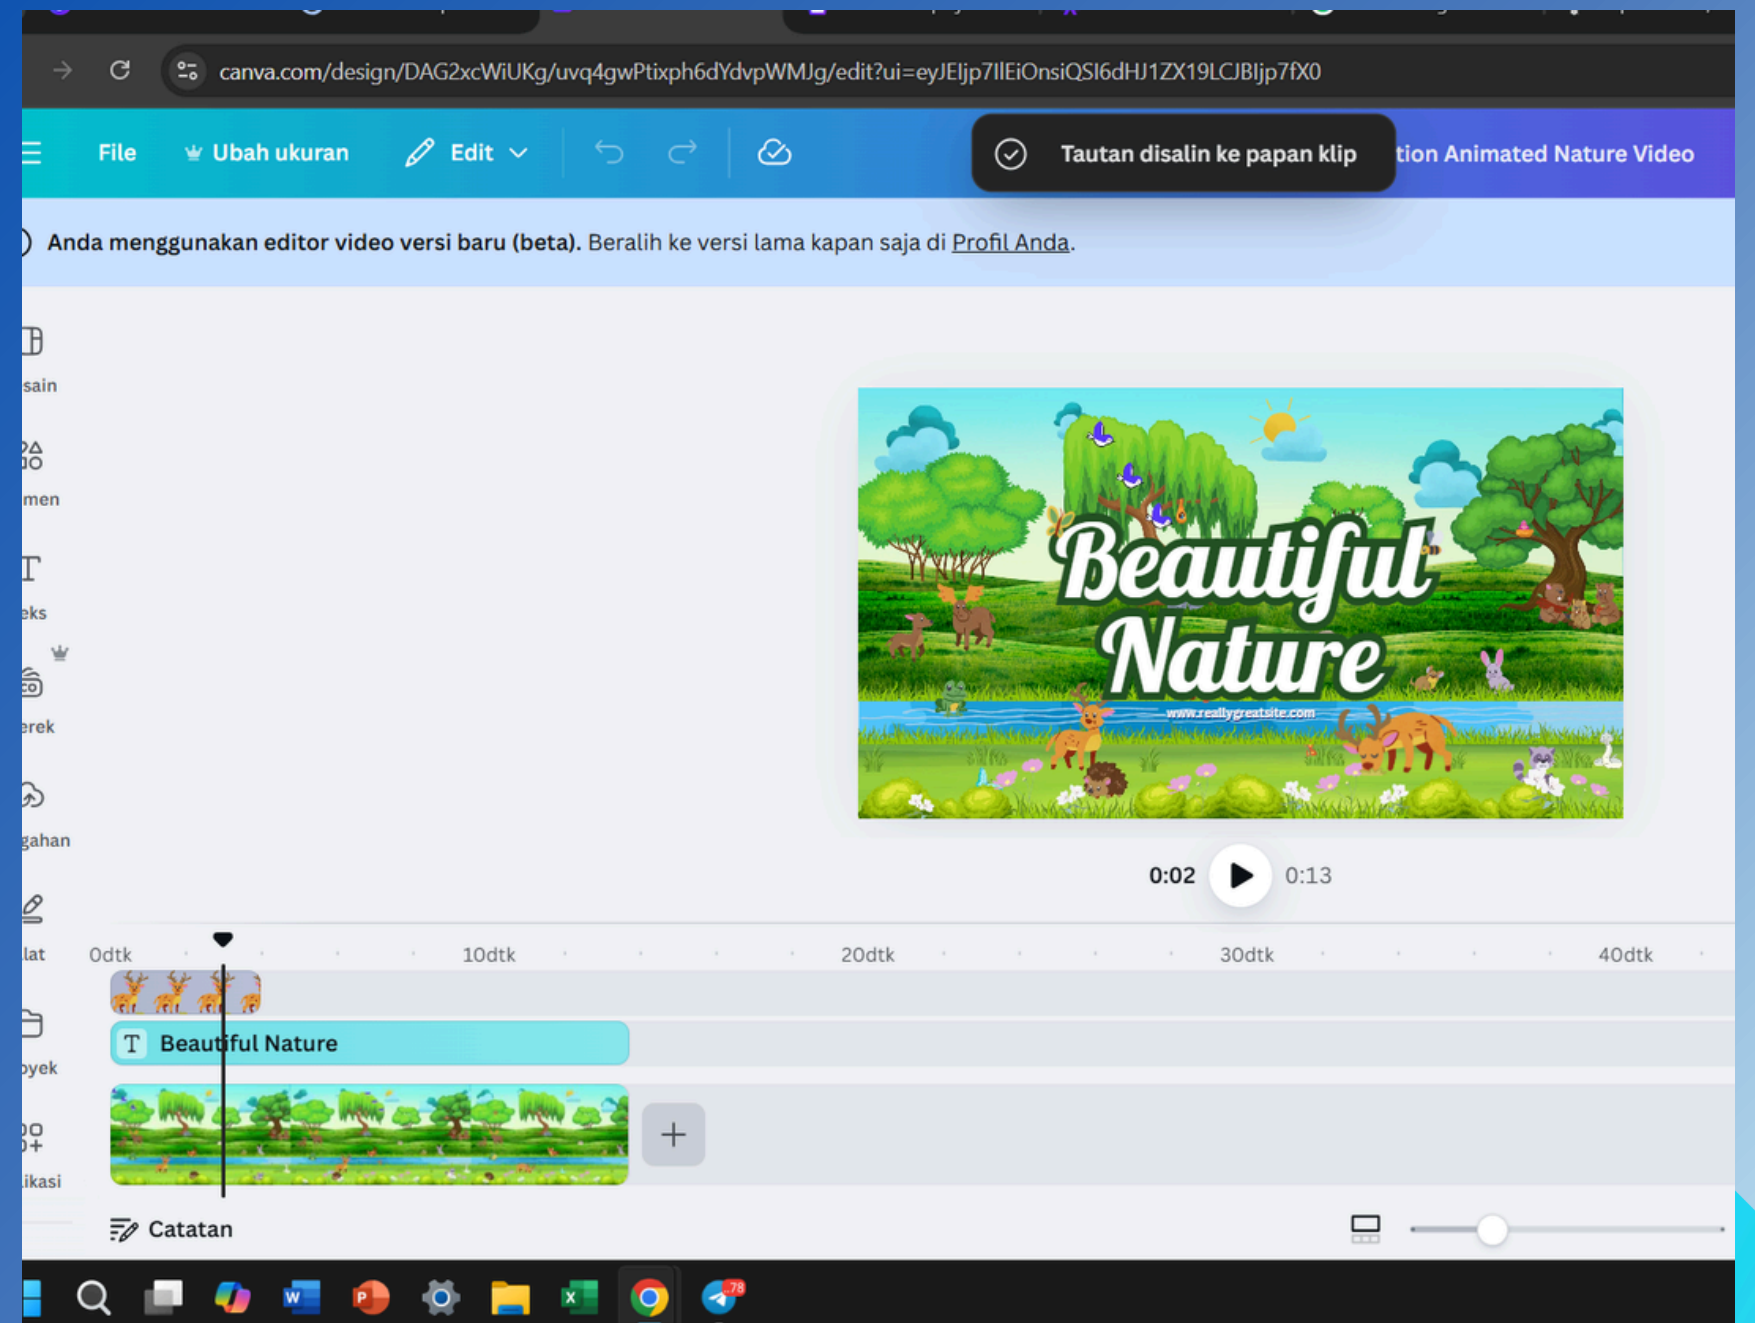 canva.com/design/DAG2xcWiUKg/uvq4gwPtixph6dYdvpWMJg/edit?ui=eyJEIjp7IlEiOnsiQSI6dHJ1ZX19LCJBIjp7fX0
File Ubah ukuran Edit
Tautan disalin ke papan klip
tion Animated Nature Video
Anda menggunakan editor video versi baru (beta). Beralih ke versi lama kapan saja di Profil Anda.
sain
men
eks
erek
gahan
lat
oyek
ikasi
Beautiful
Nature
www.reallygreatsite.com
0:02 0:13
0dtk 10dtk 20dtk 30dtk 40dtk
T Beautiful Nature
Catatan
..78